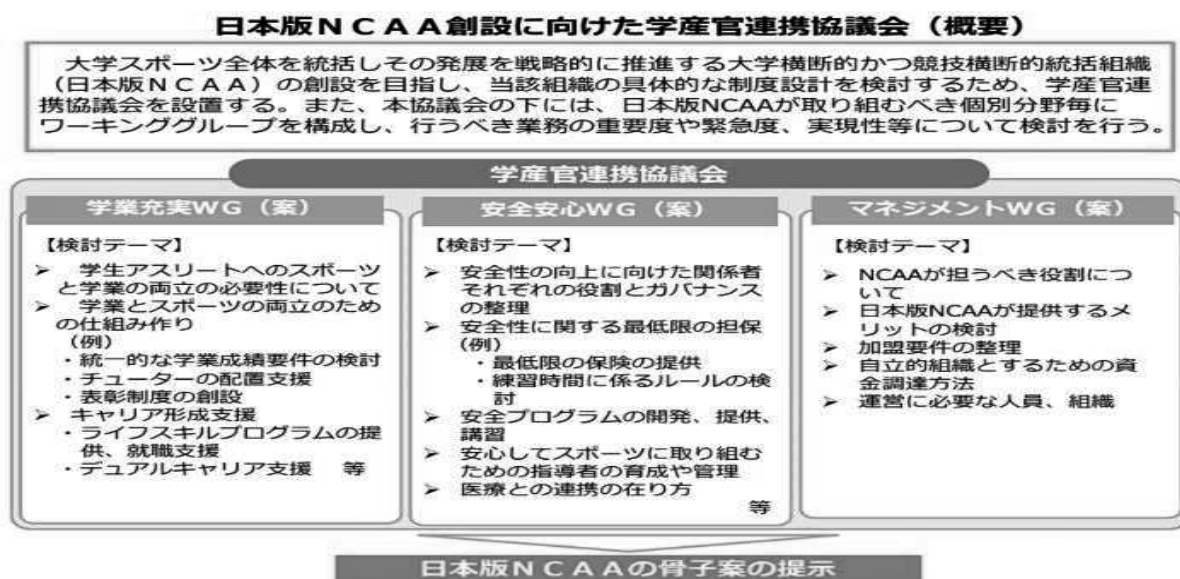 日本版ＮＣＡＡ創設に向けた学産官連携協議会（概要）
大学スポーツ全体を統括しその発展を戦略的に推進する大学横断的かつ競技横断的統括組織
（日本版ＮＣＡＡ）の創設を目指し、当該組織の具体的な制度設計を検討するため、学産官連
携協議会を設置する。また、本協議会の下には、日本版NCAAが取り組むべき個別分野毎に
ワーキンググループを構成し、行うべき業務の重要度や緊急度、実現性等について検討を行う。
学産官連携協議会
学業充実WG（案）
【検討テーマ】
➢ 学生アスリートへのスポーツ
と学業の両立の必要性について
➢ 学業とスポーツの両立のため
の仕組み作り
（例）
・統一的な学業成績要件の検討
・チューターの配置支援
・表彰制度の創設
➢ キャリア形成支援
・ライフスキルプログラムの提
供、就職支援
・デュアルキャリア支援　等
安全安心WG（案）
【検討テーマ】
➢ 安全性の向上に向けた関係者
それぞれの役割とガバナンス
の整理
➢ 安全性に関する最低限の担保
（例）
・最低限の保険の提供
・練習時間に係るルールの検
討
➢ 安全プログラムの開発、提供、
講習
➢ 安心してスポーツに取り組む
ための指導者の育成や管理
➢ 医療との連携の在り方
等
マネジメントWG（案）
【検討テーマ】
➢ NCAAが担うべき役割につ
いて
➢ 日本版NCAAが提供するメ
リットの検討
➢ 加盟要件の整理
➢ 自立的組織とするための資
金調達方法
➢ 運営に必要な人員、組織
日本版ＮＣＡＡの骨子案の提示